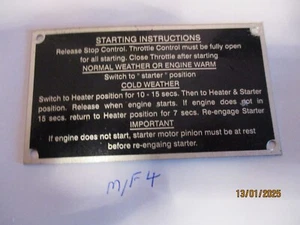 STARTING INSTRUCTIONS
Release Stop Control. Throttle Control must be fully open
for all starting. Close Throttle after starting
NORMAL WEATHER OR ENGINE WARM
Switch to "starter" position
COLD WEATHER
Switch to Heater position for 10 - 15 secs. Then to Heater & Starter
position. Release when engine starts. If engine does not in
15 secs. return to Heater position for 7 secs. Re-engage Starter
IMPORTANT
If engine does not start, starter motor pinion must be at rest
before re-engaing starter.
M/F 4
13/01/2025